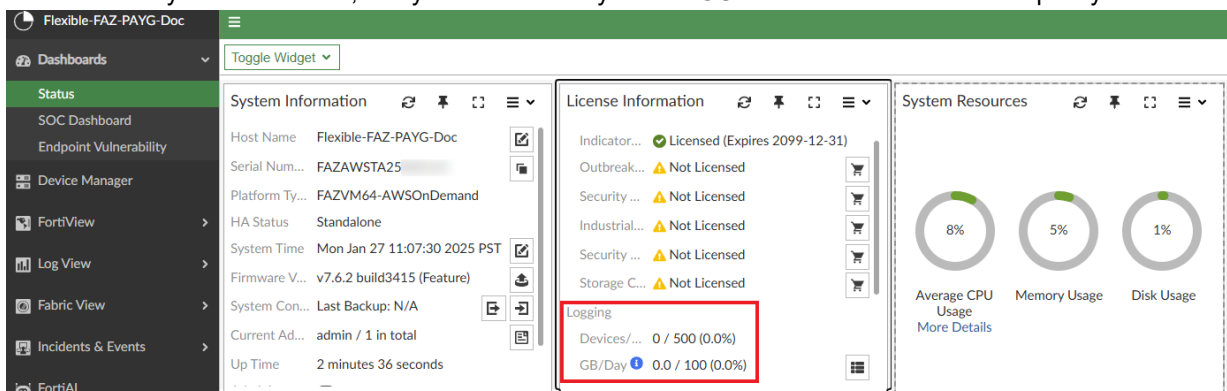 Flexible-FAZ-PAYG-Doc
Dashboards
Status
SOC Dashboard
Endpoint Vulnerability
Device Manager
FortiView
Log View
Fabric View
Incidents & Events
FortiAI
Toggle Widget
System Information
Host Name Flexible-FAZ-PAYG-Doc
Serial Num... FAZAWSTA25
Platform Ty... FAZVM64-AWSOnDemand
HA Status Standalone
System Time Mon Jan 27 11:07:30 2025 PST
Firmware V... v7.6.2 build3415 (Feature)
System Con... Last Backup: N/A
Current Ad... admin / 1 in total
Up Time 2 minutes 36 seconds
License Information
Indicator... Licensed (Expires 2099-12-31)
Outbreak... Not Licensed
Security ... Not Licensed
Industrial... Not Licensed
Security ... Not Licensed
Storage C... Not Licensed
Logging
Devices/... 0 / 500 (0.0%)
GB/Day 0.0 / 100 (0.0%)
System Resources
8%
5%
1%
Average CPU
Usage
More Details
Memory Usage
Disk Usage